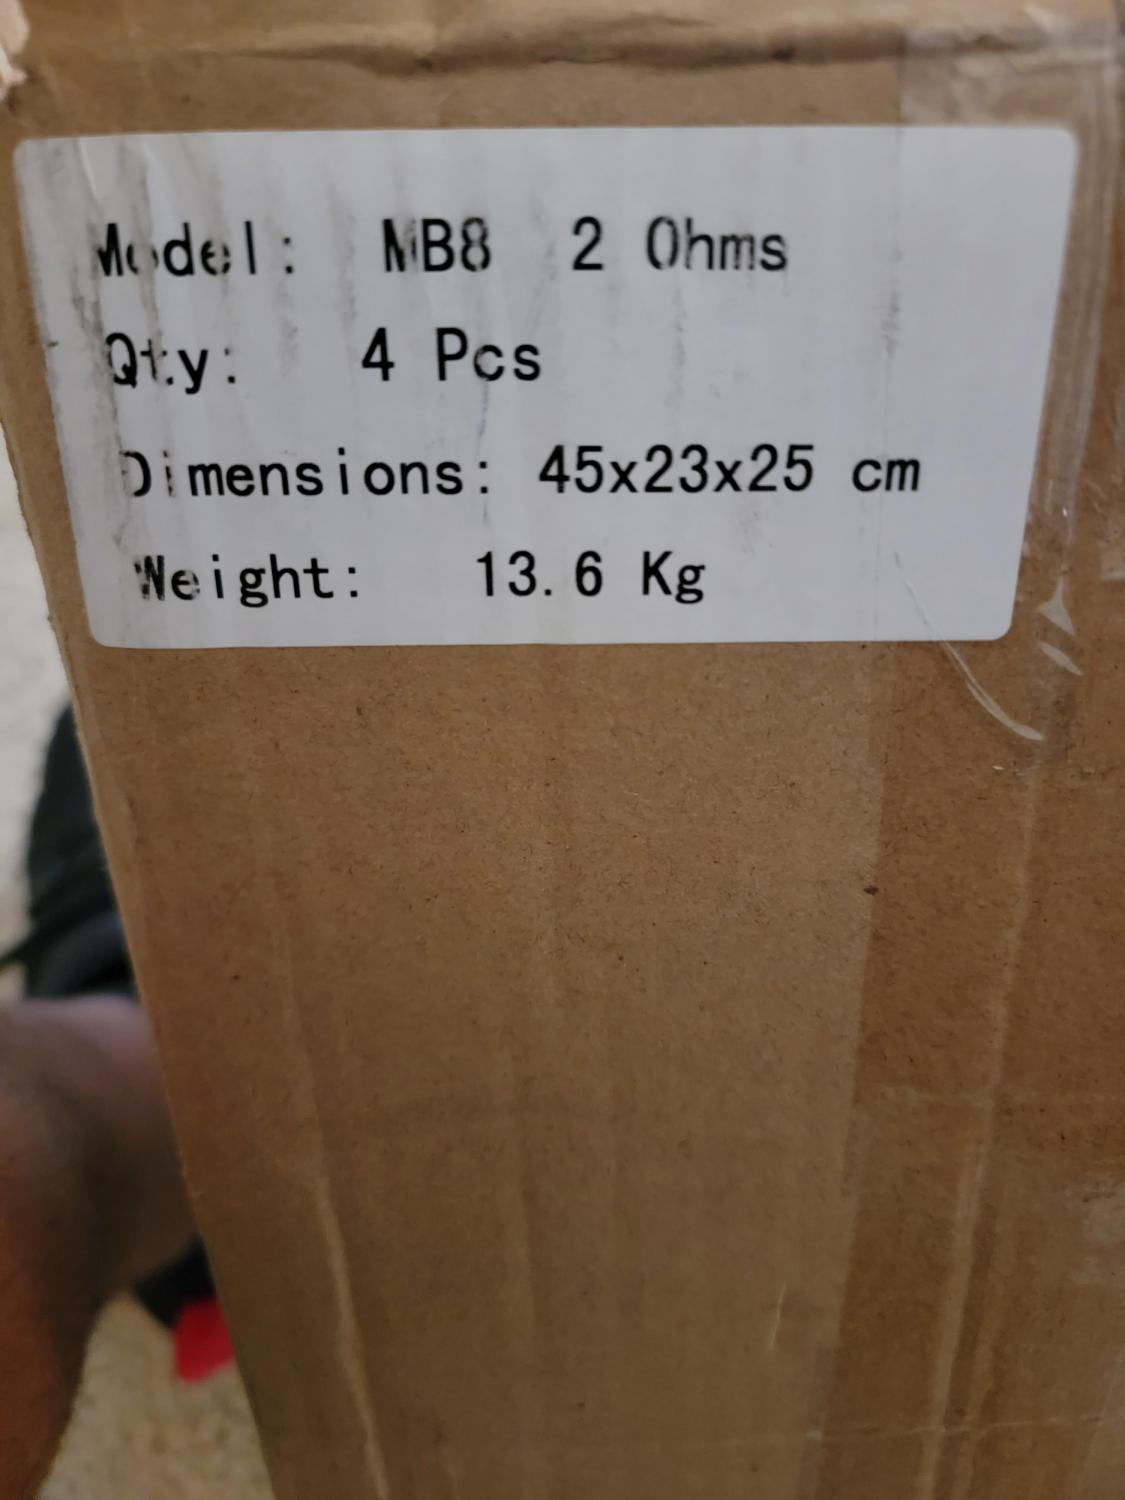 Model: MB8 2 Ohms
Qty: 4 Pcs
Dimensions: 45x23x25 cm
Weight: 13.6 Kg